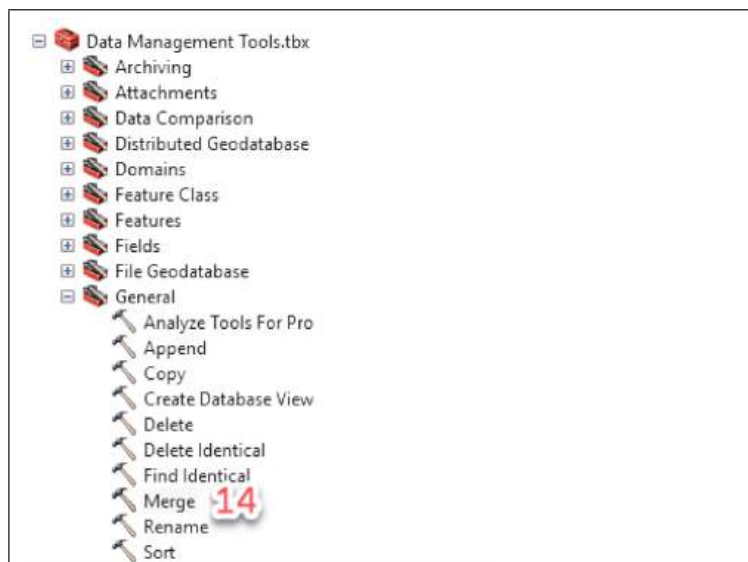 Data Management Tools.tbx
Archiving
Attachments
Data Comparison
Distributed Geodatabase
Domains
Feature Class
Features
Fields
File Geodatabase
General
Analyze Tools For Pro
Append
Copy
Create Database View
Delete
Delete Identical
Find Identical
Merge 14
Rename
Sort